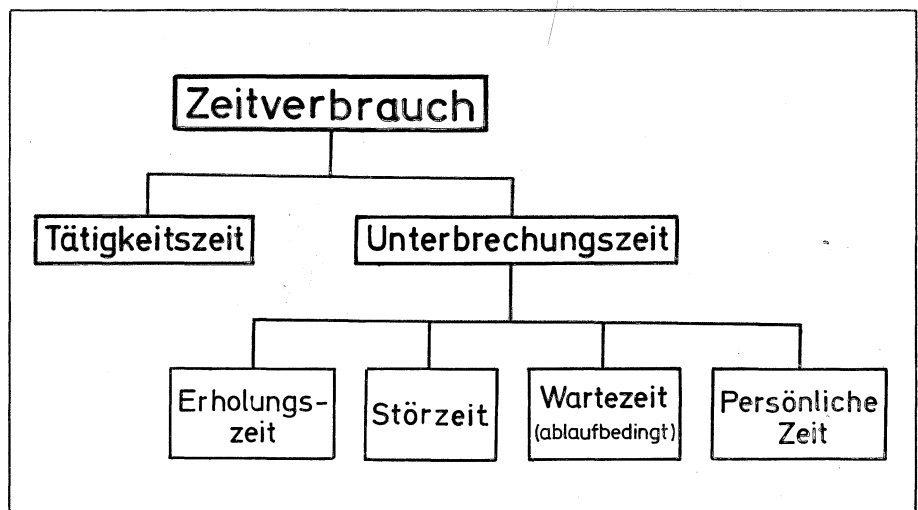 Zeitverbrauch
Tätigkeitszeit
Unterbrechungszeit
Erholungs-
zeit
Störzeit
Wartezeit
(ablaufbedingt)
Persönliche
Zeit